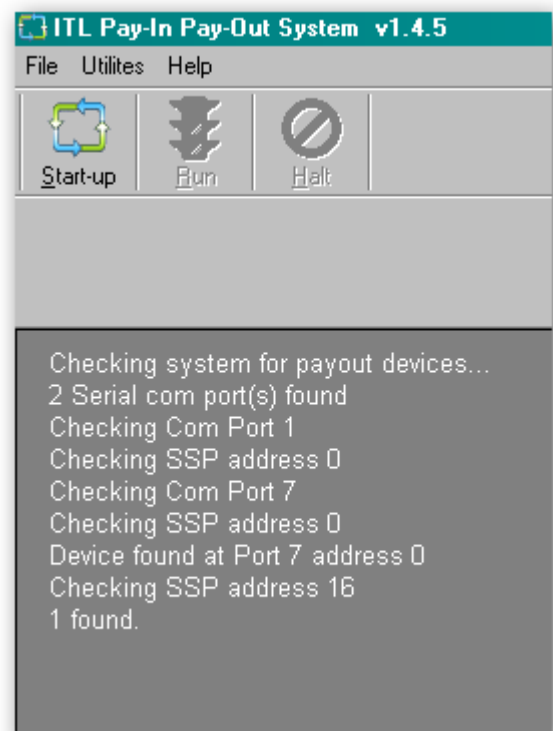 ITL Pay-In Pay-Out System v1.4.5
File Utilites Help
Start-up Run Halt
Checking system for payout devices...
2 Serial com port(s) found
Checking Com Port 1
Checking SSP address 0
Checking Com Port 7
Checking SSP address 0
Device found at Port 7 address 0
Checking SSP address 16
1 found.